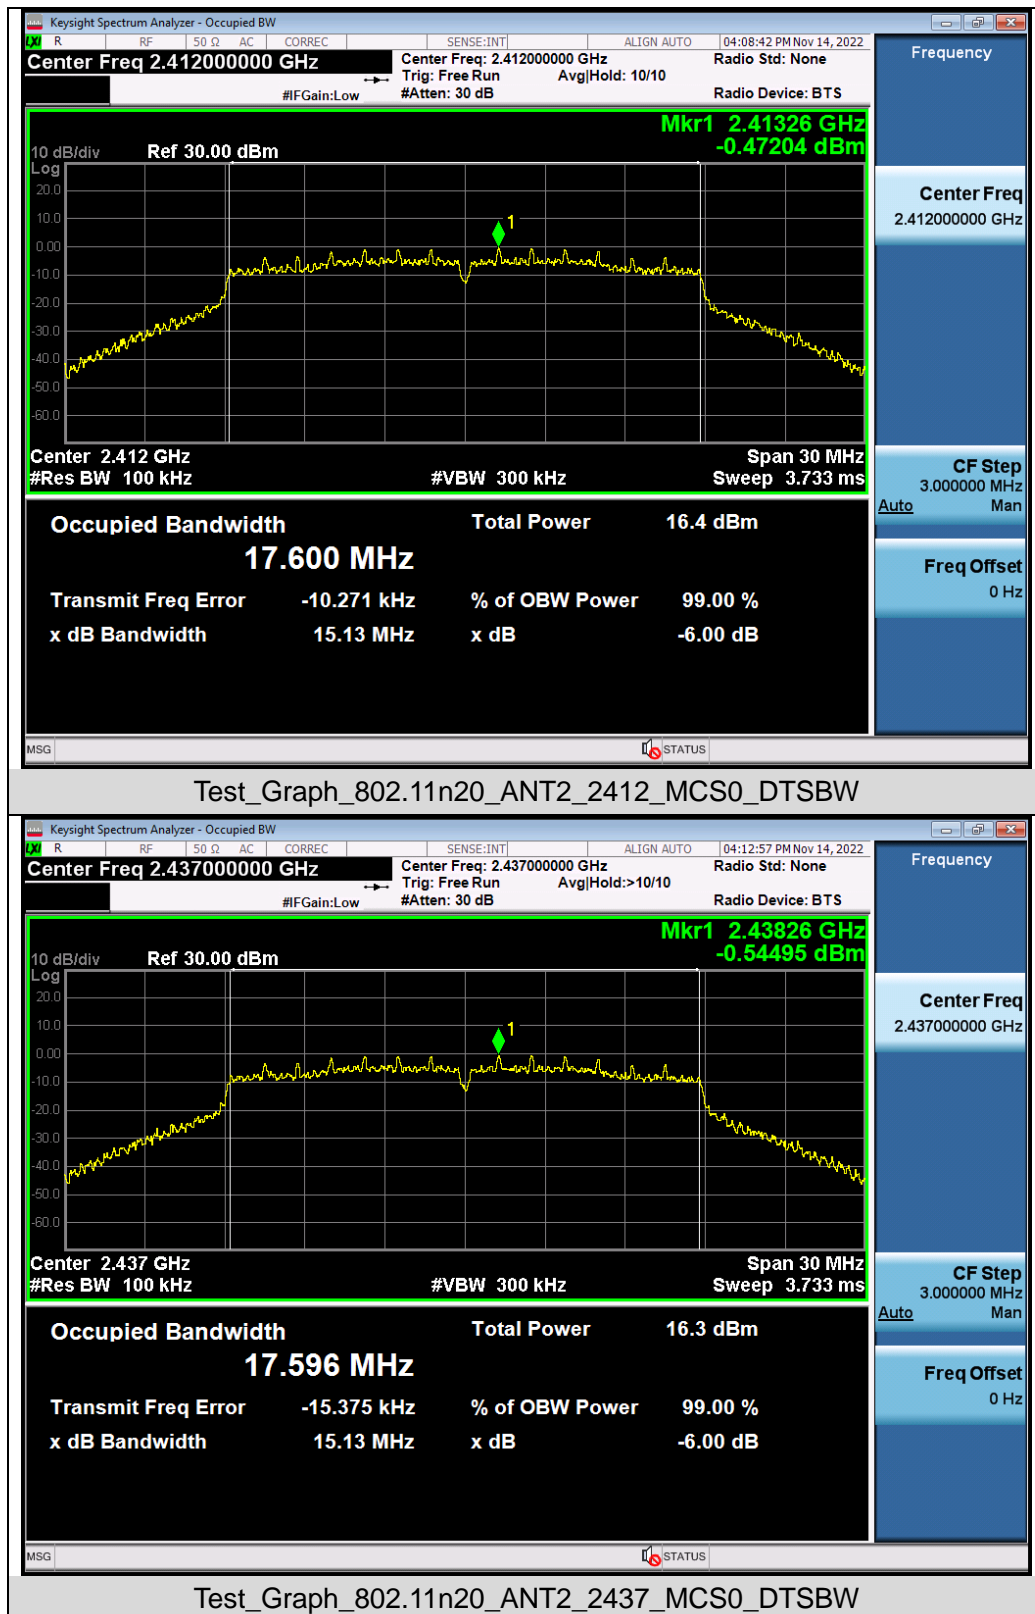 Keysight Spectrum Analyzer - Occupied BW
LXI R RF 50 Ω AC CORREC SENSE:INT ALIGN AUTO 04:08:42 PM Nov 14, 2022
Center Freq 2.412000000 GHz
Center Freq: 2.412000000 GHz
Radio Std: None
Trig: Free Run Avg|Hold: 10/10
#IFGain:Low
#Atten: 30 dB
Radio Device: BTS
Frequency
Mkr1 2.41326 GHz
-0.47204 dBm
10 dB/div
Ref 30.00 dBm
Log
20.0
10.0
0.00
-10.0
-20.0
-30.0
-40.0
-50.0
-60.0
1
Center 2.412 GHz
Span 30 MHz
#Res BW 100 kHz
#VBW 300 kHz
Sweep 3.733 ms
Center Freq
2.412000000 GHz
CF Step
3.000000 MHz
Auto Man
Freq Offset
0 Hz
Occupied Bandwidth
17.600 MHz
Total Power 16.4 dBm
Transmit Freq Error -10.271 kHz
% of OBW Power 99.00 %
x dB Bandwidth 15.13 MHz
x dB -6.00 dB
MSG
STATUS
Test_Graph_802.11n20_ANT2_2412_MCS0_DTSBW
Keysight Spectrum Analyzer - Occupied BW
LXI R RF 50 Ω AC CORREC SENSE:INT ALIGN AUTO 04:12:57 PM Nov 14, 2022
Center Freq 2.437000000 GHz
Center Freq: 2.437000000 GHz
Radio Std: None
Trig: Free Run Avg|Hold:>10/10
#IFGain:Low
#Atten: 30 dB
Radio Device: BTS
Frequency
Mkr1 2.43826 GHz
-0.54495 dBm
10 dB/div
Ref 30.00 dBm
Log
20.0
10.0
0.00
-10.0
-20.0
-30.0
-40.0
-50.0
-60.0
1
Center 2.437 GHz
Span 30 MHz
#Res BW 100 kHz
#VBW 300 kHz
Sweep 3.733 ms
Center Freq
2.437000000 GHz
CF Step
3.000000 MHz
Auto Man
Freq Offset
0 Hz
Occupied Bandwidth
17.596 MHz
Total Power 16.3 dBm
Transmit Freq Error -15.375 kHz
% of OBW Power 99.00 %
x dB Bandwidth 15.13 MHz
x dB -6.00 dB
MSG
STATUS
Test_Graph_802.11n20_ANT2_2437_MCS0_DTSBW